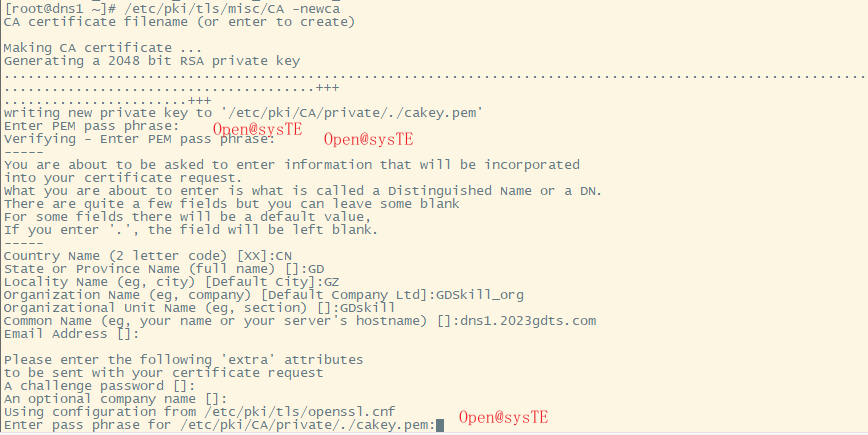 [root@dns1 ~]# /etc/pki/tls/misc/CA -newca
CA certificate filename (or enter to create)
Making CA certificate ...
Generating a 2048 bit RSA private key
............................................................................................................
.......................................+++
.......................+++
writing new private key to '/etc/pki/CA/private/./cakey.pem'
Enter PEM pass phrase: Open@sysTE
Verifying - Enter PEM pass phrase: Open@sysTE
-----
You are about to be asked to enter information that will be incorporated
into your certificate request.
What you are about to enter is what is called a Distinguished Name or a DN.
There are quite a few fields but you can leave some blank
For some fields there will be a default value,
If you enter '.', the field will be left blank.
-----
Country Name (2 letter code) [XX]:CN
State or Province Name (full name) []:GD
Locality Name (eg, city) [Default City]:GZ
Organization Name (eg, company) [Default Company Ltd]:GDSkill_org
Organizational Unit Name (eg, section) []:GDskill
Common Name (eg, your name or your server's hostname) []:dns1.2023gdts.com
Email Address []:
Please enter the following 'extra' attributes
to be sent with your certificate request
A challenge password []:
An optional company name []:
Using configuration from /etc/pki/tls/openssl.cnf
Enter pass phrase for /etc/pki/CA/private/./cakey.pem: Open@sysTE